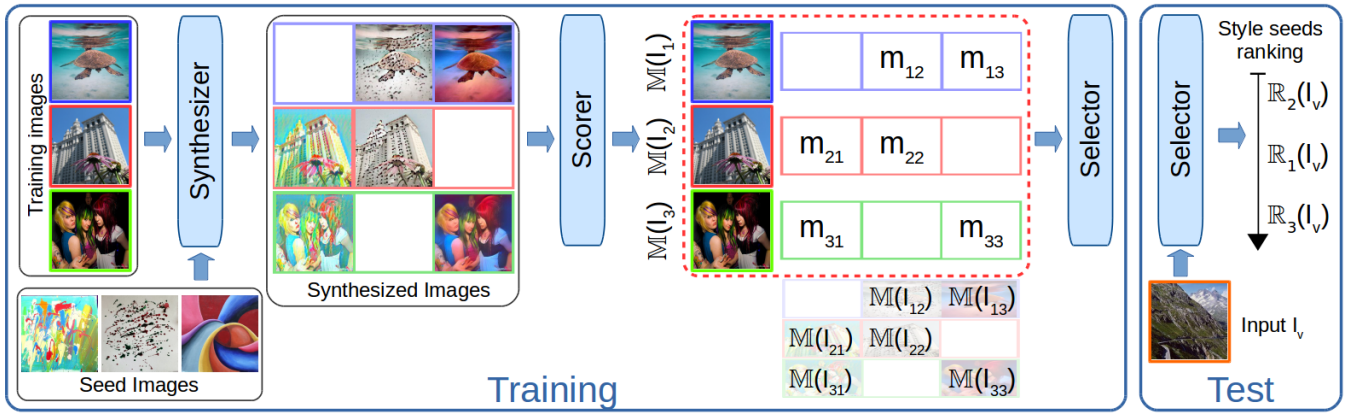 Training images
Synthesizer
Seed Images
Synthesized Images
Scorer
𝕄(I₁)
𝕄(I₂)
𝕄(I₃)
m₁₂ m₁₃
m₂₁ m₂₂
m₃₁ m₃₃
𝕄(I₁₂) 𝕄(I₁₃)
𝕄(I₂₁) 𝕄(I₂₂)
𝕄(I₃₁) 𝕄(I₃₃)
Selector
Training
Selector
Style seeds
ranking
ℝ₂(Iᵥ)
ℝ₁(Iᵥ)
ℝ₃(Iᵥ)
Input Iᵥ
Test